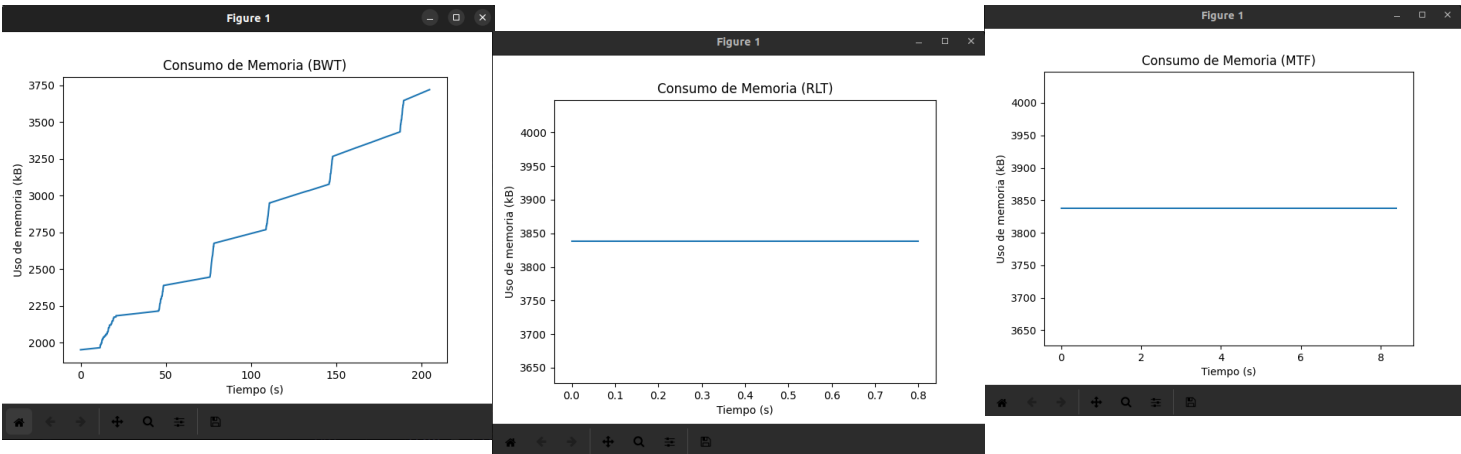 Figure 1
Consumo de Memoria (BWT)
Uso de memoria (kB)
3750
3500
3250
3000
2750
2500
2250
2000
0 50 100 150 200
Tiempo (s)
Figure 1
Consumo de Memoria (RLT)
Uso de memoria (kB)
4000
3950
3900
3850
3800
3750
3700
3650
0.0 0.1 0.2 0.3 0.4 0.5 0.6 0.7 0.8
Tiempo (s)
Figure 1
Consumo de Memoria (MTF)
Uso de memoria (kB)
4000
3950
3900
3850
3800
3750
3700
3650
0 2 4 6 8
Tiempo (s)